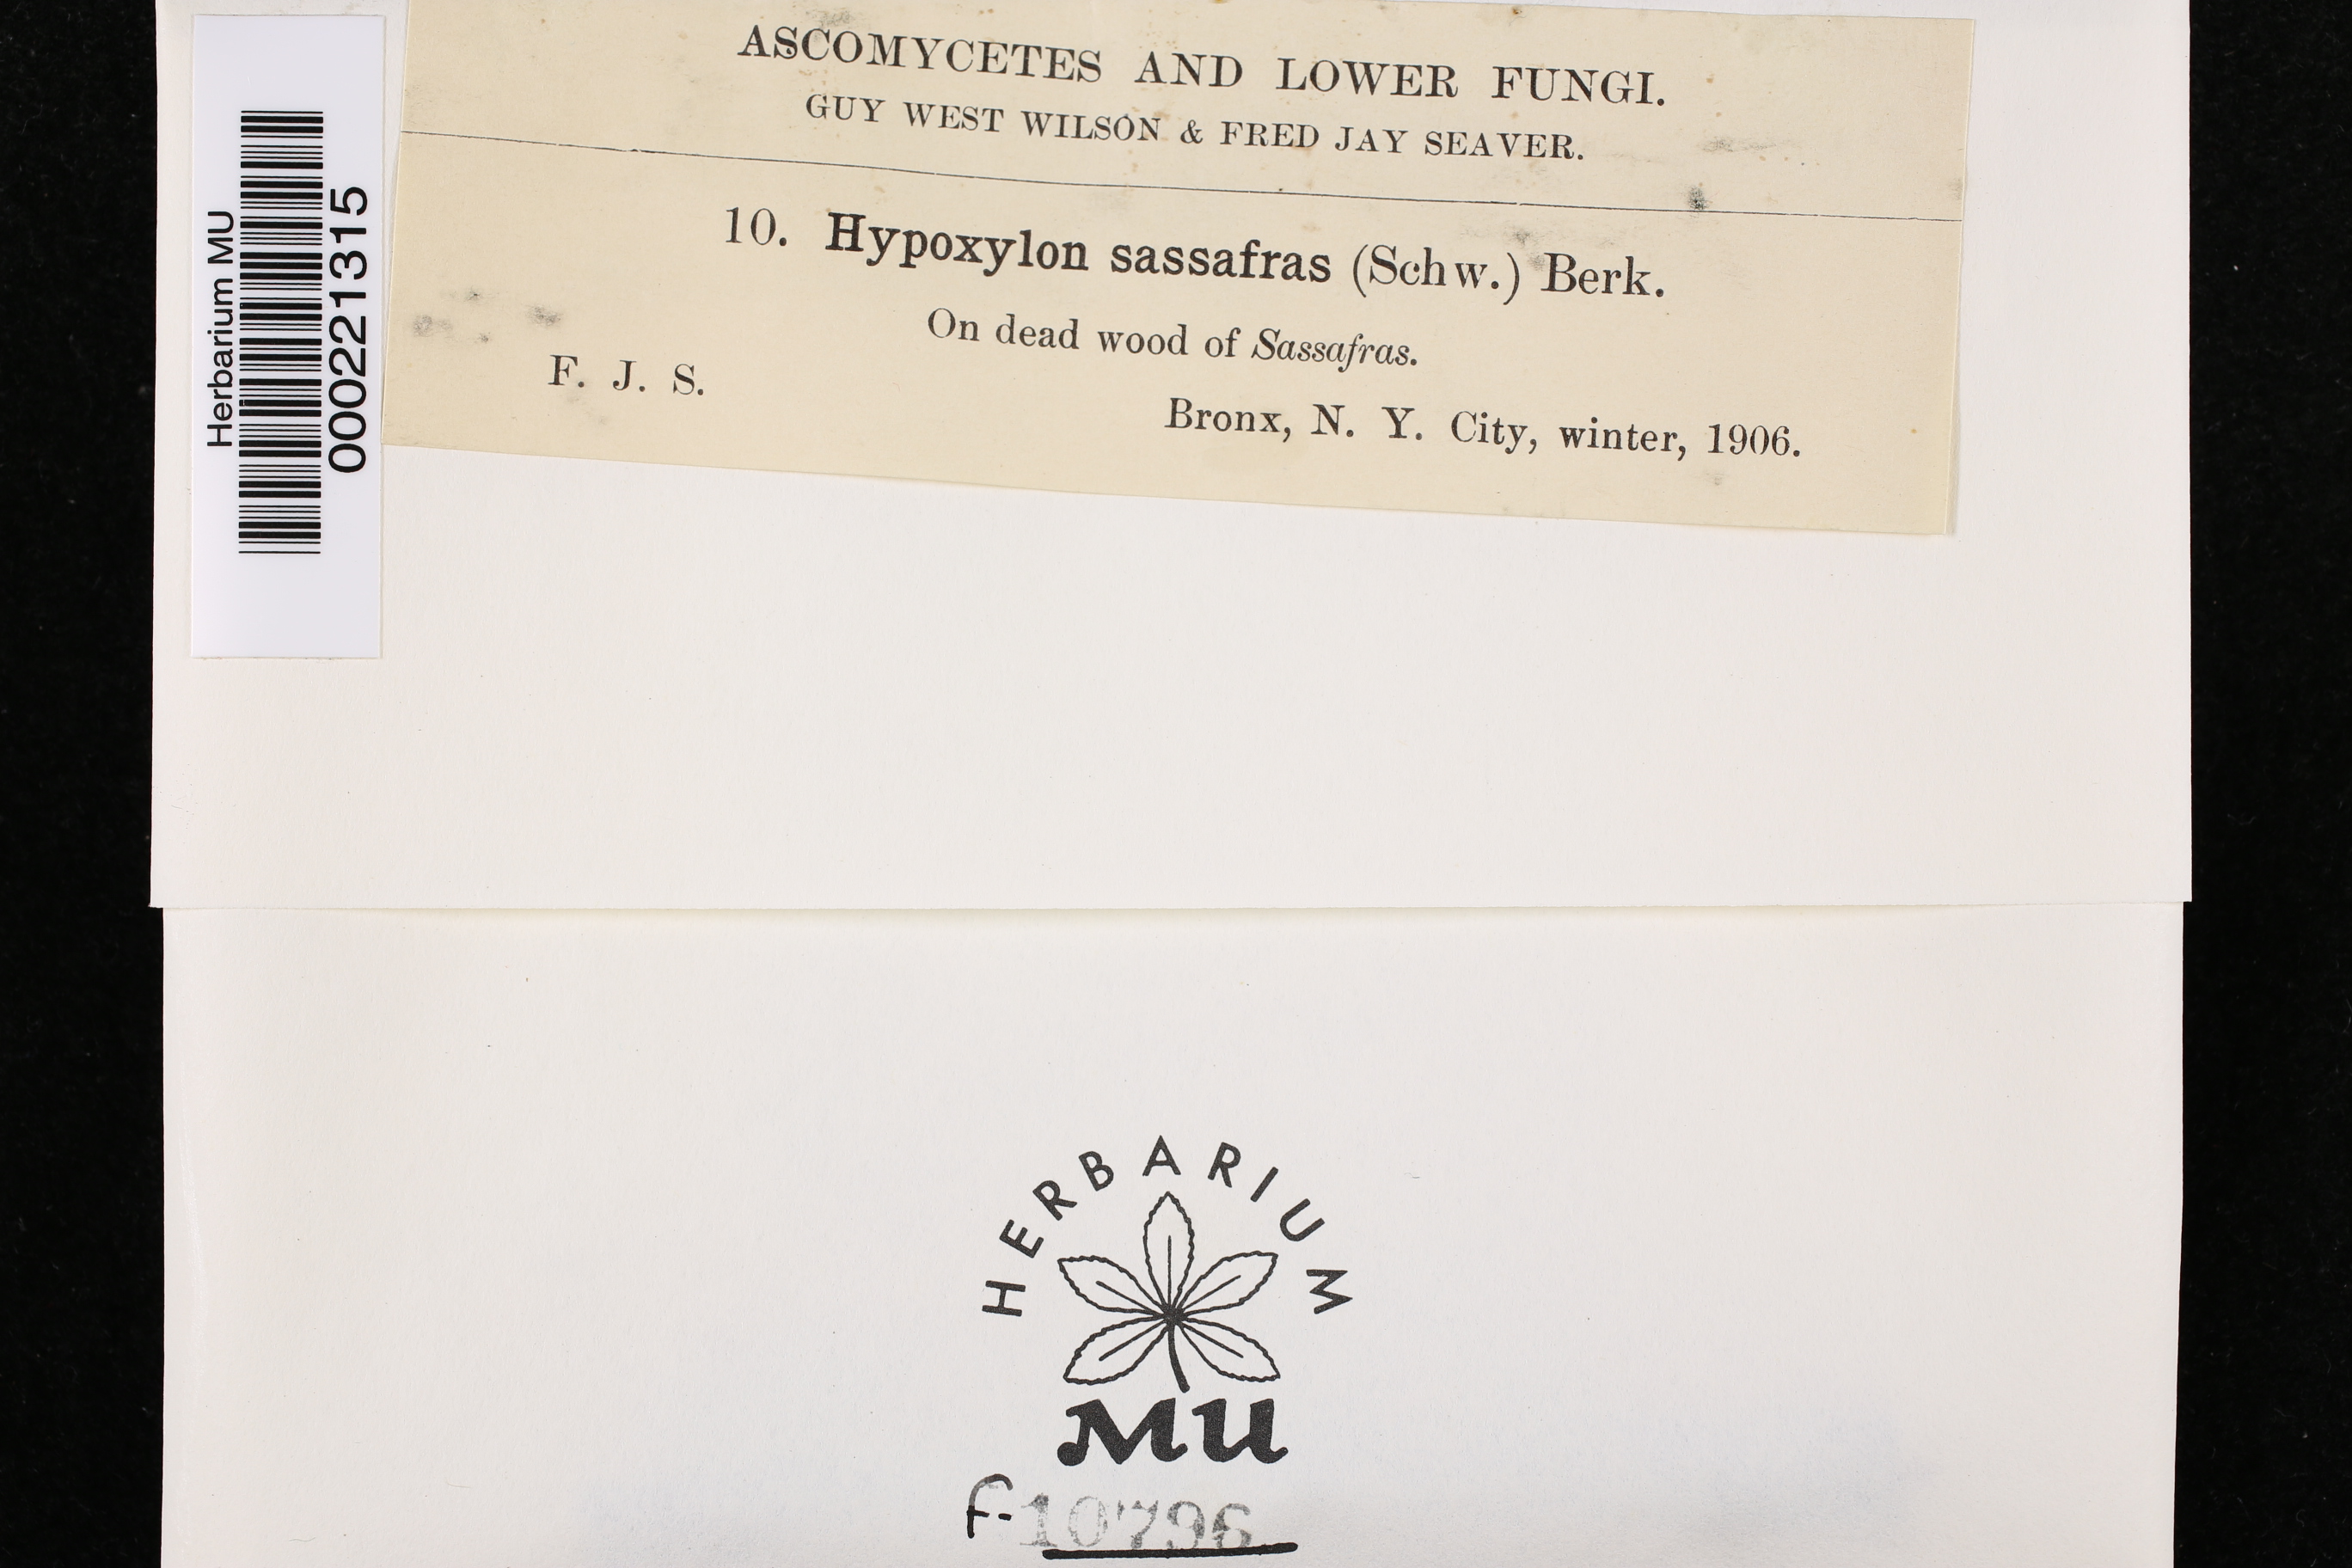 Herbarium MU
000221315
ASCOMYCETES AND LOWER FUNGI.
GUY WEST WILSON & FRED JAY SEAVER.
10. Hypoxylon sassafras (Schw.) Berk.
On dead wood of Sassafras.
F. J. S.
Bronx, N. Y. City, winter, 1906.
HERBARIUM
MU
f-10796